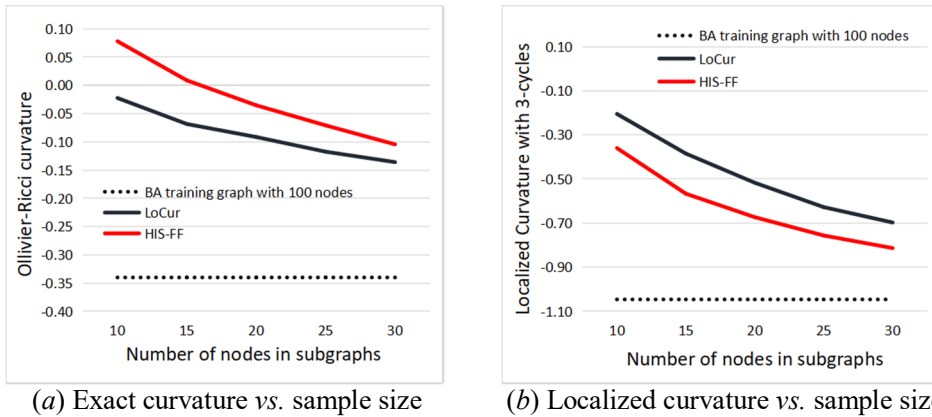 0.10
0.05
0.00
-0.05
-0.10
-0.15
-0.20
-0.25
-0.30
-0.35
-0.40
Ollivier-Ricci curvature
BA training graph with 100 nodes
LoCur
HIS-FF
10 15 20 25 30
Number of nodes in subgraphs
(a) Exact curvature vs. sample size
0.10
-0.10
-0.30
-0.50
-0.70
-0.90
-1.10
Localized Curvature with 3-cycles
BA training graph with 100 nodes
LoCur
HIS-FF
10 15 20 25 30
Number of nodes in subgraphs
(b) Localized curvature vs. sample size